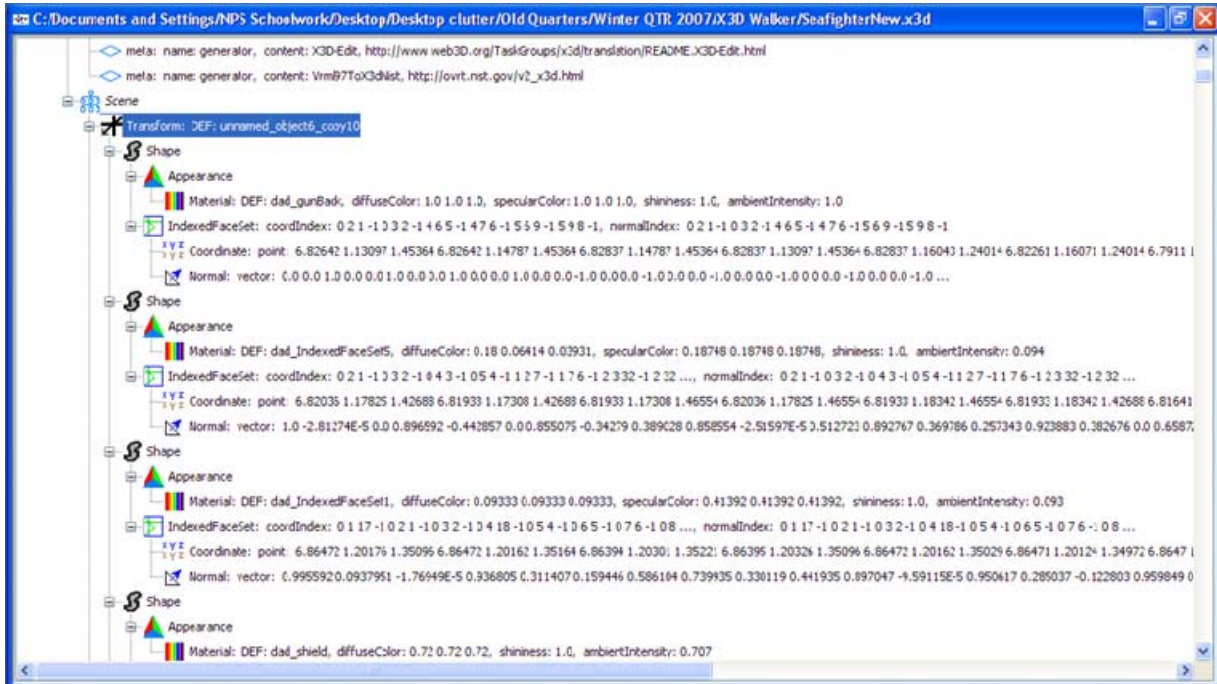 C:/Documents and Settings/NPS Schoolwork/Desktop/Desktop clutter/Old Quarters/Winter QTR 2007/X3D Walker/SeafighterNew.x3d
meta: name: generator, content: X3D-Edit, http://www.web3D.org/TaskGroups/x3d/translation/README.X3D-Edit.html
meta: name: generator, content: Vrml97ToX3dNist, http://ovrt.nist.gov/v2_x3d.html
Scene
Transform: DEF: unnamed_object6_copy10
Shape
Appearance
Material: DEF: dad_gunBack, diffuseColor: 1.0 1.0 1.0, specularColor: 1.0 1.0 1.0, shininess: 1.0, ambientIntensity: 1.0
IndexedFaceSet: coordIndex: 0 2 1 -1 0 3 2 -1 4 6 5 -1 4 7 6 -1 5 6 9 -1 5 9 8 -1, normalIndex: 0 2 1 -1 0 3 2 -1 4 6 5 -1 4 7 6 -1 5 6 9 -1 5 9 8 -1
XYZ Coordinate: point: 6.82642 1.13097 1.45364 6.82642 1.14787 1.45364 6.82837 1.14787 1.45364 6.82837 1.13097 1.45364 6.82837 1.16043 1.24014 6.82261 1.16071 1.24014 6.7911
Normal: vector: 0.0 0.0 1.0 0.0 0.0 1.0 0.0 0.0 1.0 0.0 0.0 1.0 0.0 0.0 -1.0 0.0 0.0 -1.0 0.0 0.0 -1.0 0.0 0.0 -1.0 0.0 0.0 -1.0 0.0 0.0 -1.0 ...
Shape
Appearance
Material: DEF: dad_IndexedFaceSet5, diffuseColor: 0.18 0.06414 0.03931, specularColor: 0.18748 0.18748 0.18748, shininess: 1.0, ambientIntensity: 0.094
IndexedFaceSet: coordIndex: 0 2 1 -1 0 3 2 -1 0 4 3 -1 0 5 4 -1 1 2 7 -1 1 7 6 -1 2 3 32 -1 2 32 ..., normalIndex: 0 2 1 -1 0 3 2 -1 0 4 3 -1 0 5 4 -1 1 2 7 -1 1 7 6 -1 2 3 32 -1 2 32 ...
XYZ Coordinate: point: 6.82036 1.17825 1.42688 6.81933 1.17308 1.42688 6.81933 1.17308 1.46554 6.82036 1.17825 1.46554 6.81933 1.18342 1.46554 6.81933 1.18342 1.42688 6.81641
Normal: vector: 1.0 -2.81274E-5 0.0 0.896592 -0.442857 0.0 0.855075 -0.34279 0.389028 0.858554 -2.51597E-5 0.512723 0.892767 0.369786 0.257343 0.923883 0.382676 0.0 0.6587
Shape
Appearance
Material: DEF: dad_IndexedFaceSet1, diffuseColor: 0.09333 0.09333 0.09333, specularColor: 0.41392 0.41392 0.41392, shininess: 1.0, ambientIntensity: 0.093
IndexedFaceSet: coordIndex: 0 1 17 -1 0 2 1 -1 0 3 2 -1 0 4 18 -1 0 5 4 -1 0 6 5 -1 0 7 6 -1 0 8 ..., normalIndex: 0 1 17 -1 0 2 1 -1 0 3 2 -1 0 4 18 -1 0 5 4 -1 0 6 5 -1 0 7 6 -1 0 8 ...
XYZ Coordinate: point: 6.86472 1.20176 1.35096 6.86472 1.20162 1.35164 6.86394 1.20301 1.35221 6.86395 1.20326 1.35096 6.86472 1.20162 1.35029 6.86471 1.20124 1.34972 6.8647
Normal: vector: 0.995592 0.0937951 -1.76949E-5 0.936805 0.311407 0.159446 0.586104 0.739935 0.330119 0.441935 0.897047 -9.59115E-5 0.950617 0.285037 -0.122803 0.959849
Shape
Appearance
Material: DEF: dad_shield, diffuseColor: 0.72 0.72 0.72, shininess: 1.0, ambientIntensity: 0.707